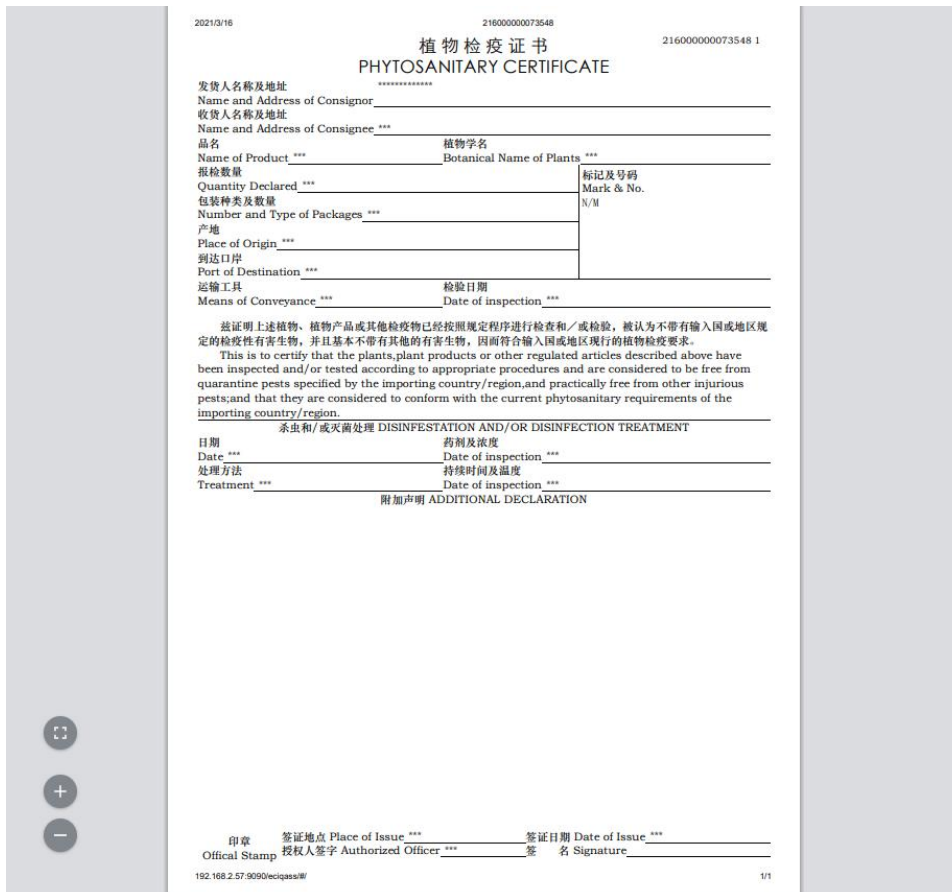 2021/3/16 216000000073548
植物检疫证书 216000000073548 1
PHYTOSANITARY CERTIFICATE
发货人名称及地址 *************
Name and Address of Consignor
收货人名称及地址
Name and Address of Consignee ***
品名 植物学名
Name of Product *** Botanical Name of Plants ***
报检数量 标记及号码
Quantity Declared *** Mark & No.
包装种类及数量 N/M
Number and Type of Packages ***
产地
Place of Origin ***
到达口岸
Port of Destination ***
运输工具 检验日期
Means of Conveyance *** Date of inspection ***
兹证明上述植物、植物产品或其他检疫物已经按照规定程序进行检查和／或检验，被认为不带有输入国或地区规
定的检疫性有害生物，并且基本不带有其他的有害生物，因而符合输入国或地区现行的植物检疫要求。
This is to certify that the plants,plant products or other regulated articles described above have
been inspected and/or tested according to appropriate procedures and are considered to be free from
quarantine pests specified by the importing country/region,and practically free from other injurious
pests;and that they are considered to conform with the current phytosanitary requirements of the
importing country/region.
杀虫和/或灭菌处理 DISINFESTATION AND/OR DISINFECTION TREATMENT
日期 药剂及浓度
Date *** Date of inspection ***
处理方法 持续时间及温度
Treatment *** Date of inspection ***
附加声明 ADDITIONAL DECLARATION
印章 签证地点 Place of Issue *** 签证日期 Date of Issue ***
Offical Stamp 授权人签字 Authorized Officer *** 签 名 Signature
192.168.2.57:9090/eciqass/#/ 1/1